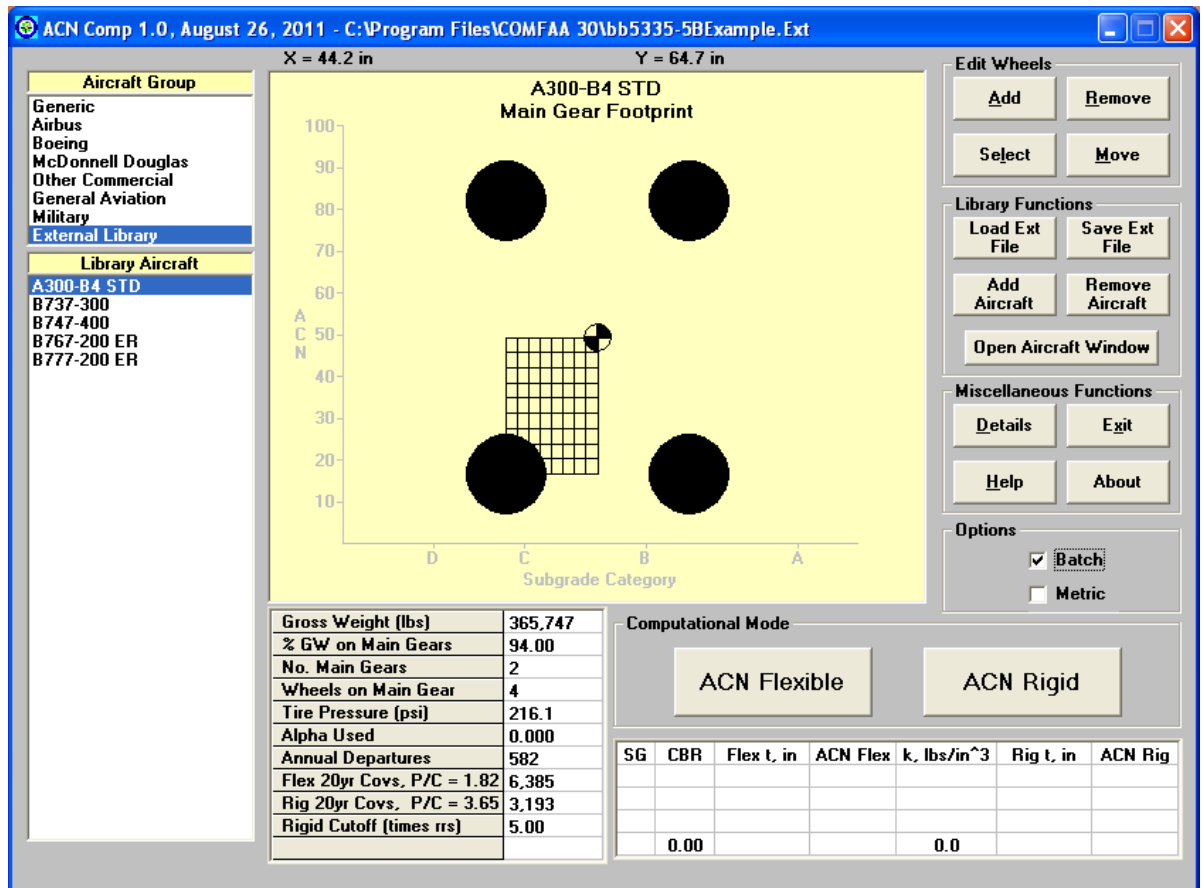 ACN Comp 1.0, August 26, 2011 - C:\Program Files\COMFAA 30\bb5335-5BExample.Ext
X = 44.2 in Y = 64.7 in
Aircraft Group
Generic
Airbus
Boeing
McDonnell Douglas
Other Commercial
General Aviation
Military
External Library
Library Aircraft
A300-B4 STD
B737-300
B747-400
B767-200 ER
B777-200 ER
A300-B4 STD
Main Gear Footprint
100
90
80
70
60
50
40
30
20
10
A
C
N
D C B A
Subgrade Category
Edit Wheels
Add Remove
Select Move
Library Functions
Load Ext File Save Ext File
Add Aircraft Remove Aircraft
Open Aircraft Window
Miscellaneous Functions
Details Exit
Help About
Options
Batch
Metric
Gross Weight (lbs) 365,747
% GW on Main Gears 94.00
No. Main Gears 2
Wheels on Main Gear 4
Tire Pressure (psi) 216.1
Alpha Used 0.000
Annual Departures 582
Flex 20yr Covs, P/C = 1.82 6,385
Rig 20yr Covs, P/C = 3.65 3,193
Rigid Cutoff (times rrs) 5.00
Computational Mode
ACN Flexible ACN Rigid
SG CBR Flex t, in ACN Flex k, lbs/in^3 Rig t, in ACN Rig
0.00 0.0